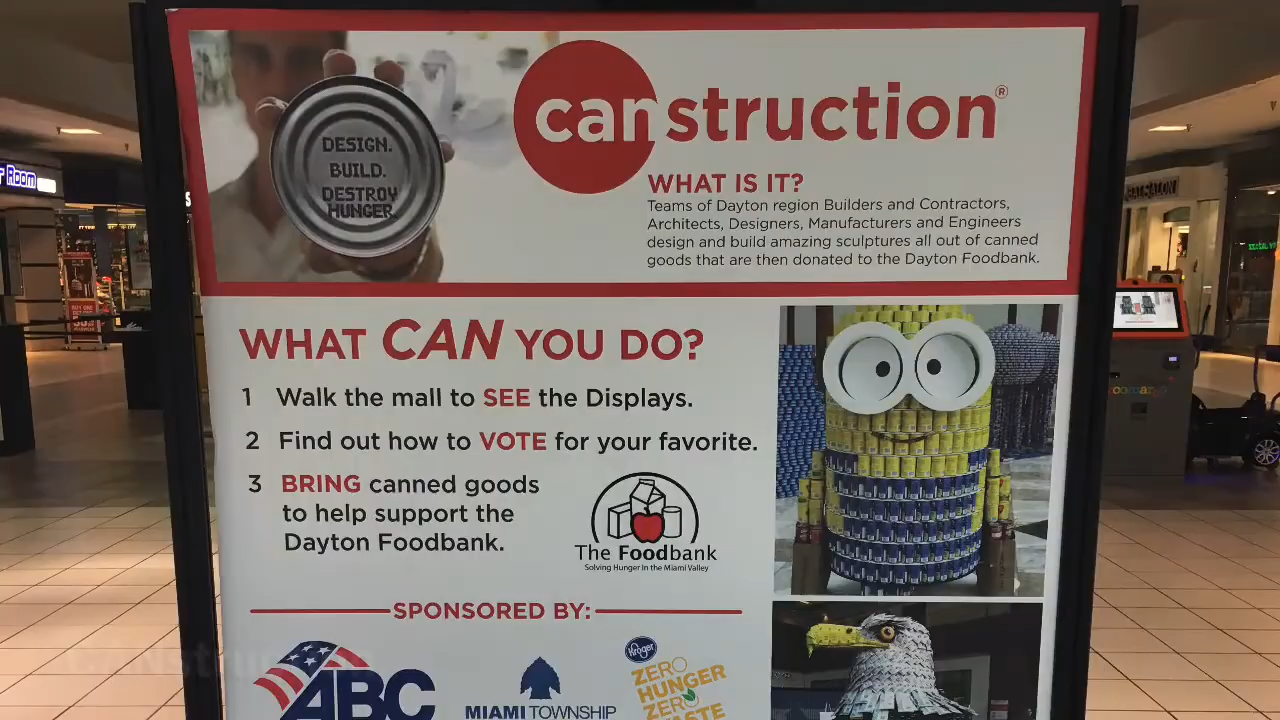 DESIGN.
BUILD.
DESTROY
HUNGER
canstruction®
WHAT IS IT?
Teams of Dayton region Builders and Contractors,
Architects, Designers, Manufacturers and Engineers
design and build amazing sculptures all out of canned
goods that are then donated to the Dayton Foodbank.
WHAT CAN YOU DO?
1 Walk the mall to SEE the Displays.
2 Find out how to VOTE for your favorite.
3 BRING canned goods
to help support the
Dayton Foodbank.
The Foodbank
Solving Hunger In the Miami Valley
SPONSORED BY:
ABC
MIAMI TOWNSHIP
Kroger
ZERO
HUNGER
ZERO
WASTE
Room